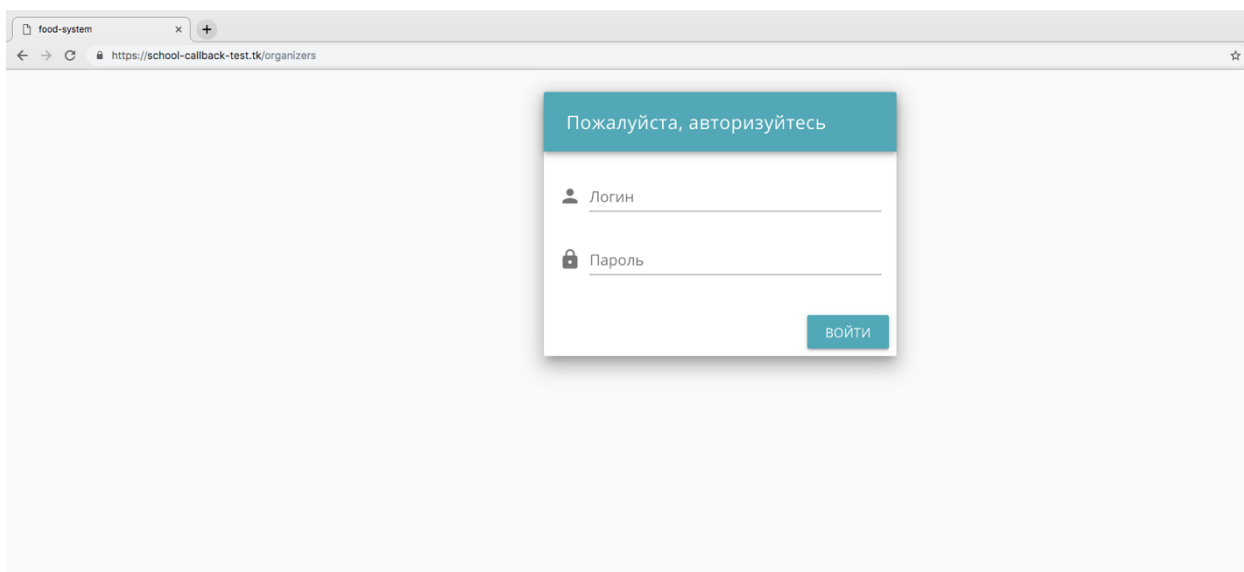 food-system
https://school-callback-test.tk/organizers
Пожалуйста, авторизуйтесь
Логин
Пароль
ВОЙТИ